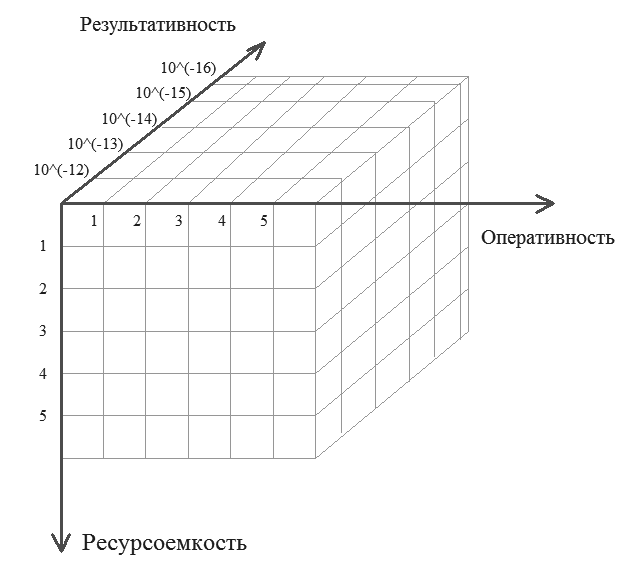 Результативность
10^(-16)
10^(-15)
10^(-14)
10^(-13)
10^(-12)
1 2 3 4 5
Оперативность
1
2
3
4
5
Ресурсоемкость